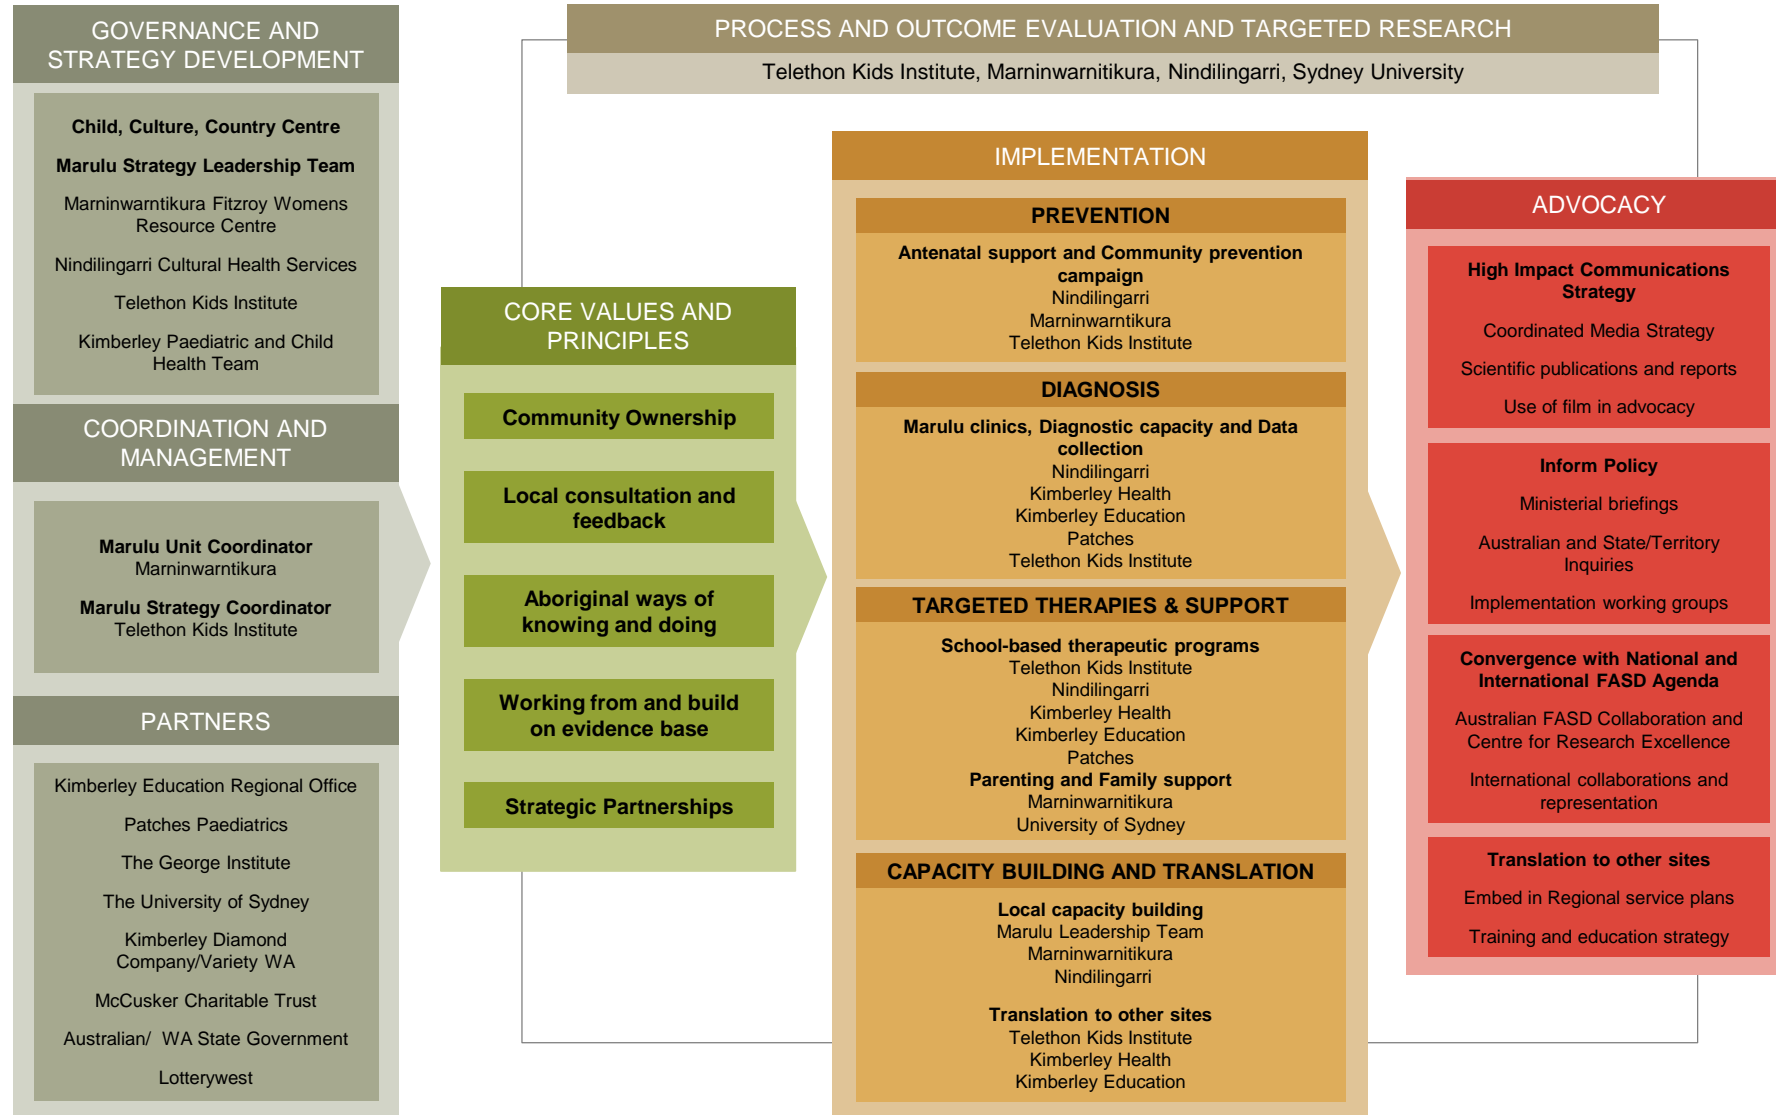 GOVERNANCE AND
STRATEGY DEVELOPMENT
Child, Culture, Country Centre
Marulu Strategy Leadership Team
Marninwarntikura Fitzroy Womens
Resource Centre
Nindilingarri Cultural Health Services
Telethon Kids Institute
Kimberley Paediatric and Child
Health Team
COORDINATION AND
MANAGEMENT
Marulu Unit Coordinator
Marninwarntikura
Marulu Strategy Coordinator
Telethon Kids Institute
PARTNERS
Kimberley Education Regional Office
Patches Paediatrics
The George Institute
The University of Sydney
Kimberley Diamond
Company/Variety WA
McCusker Charitable Trust
Australian/ WA State Government
Lotterywest
PROCESS AND OUTCOME EVALUATION AND TARGETED RESEARCH
Telethon Kids Institute, Marninwarnitikura, Nindilingarri, Sydney University
CORE VALUES AND
PRINCIPLES
Community Ownership
Local consultation and
feedback
Aboriginal ways of
knowing and doing
Working from and build
on evidence base
Strategic Partnerships
IMPLEMENTATION
PREVENTION
Antenatal support and Community prevention
campaign
Nindilingarri
Marninwarntikura
Telethon Kids Institute
DIAGNOSIS
Marulu clinics, Diagnostic capacity and Data
collection
Nindilingarri
Kimberley Health
Kimberley Education
Patches
Telethon Kids Institute
TARGETED THERAPIES & SUPPORT
School-based therapeutic programs
Telethon Kids Institute
Nindilingarri
Kimberley Health
Kimberley Education
Patches
Parenting and Family support
Marninwarnitikura
University of Sydney
CAPACITY BUILDING AND TRANSLATION
Local capacity building
Marulu Leadership Team
Marninwarnitikura
Nindilingarri
Translation to other sites
Telethon Kids Institute
Kimberley Health
Kimberley Education
ADVOCACY
High Impact Communications
Strategy
Coordinated Media Strategy
Scientific publications and reports
Use of film in advocacy
Inform Policy
Ministerial briefings
Australian and State/Territory
Inquiries
Implementation working groups
Convergence with National and
International FASD Agenda
Australian FASD Collaboration and
Centre for Research Excellence
International collaborations and
representation
Translation to other sites
Embed in Regional service plans
Training and education strategy